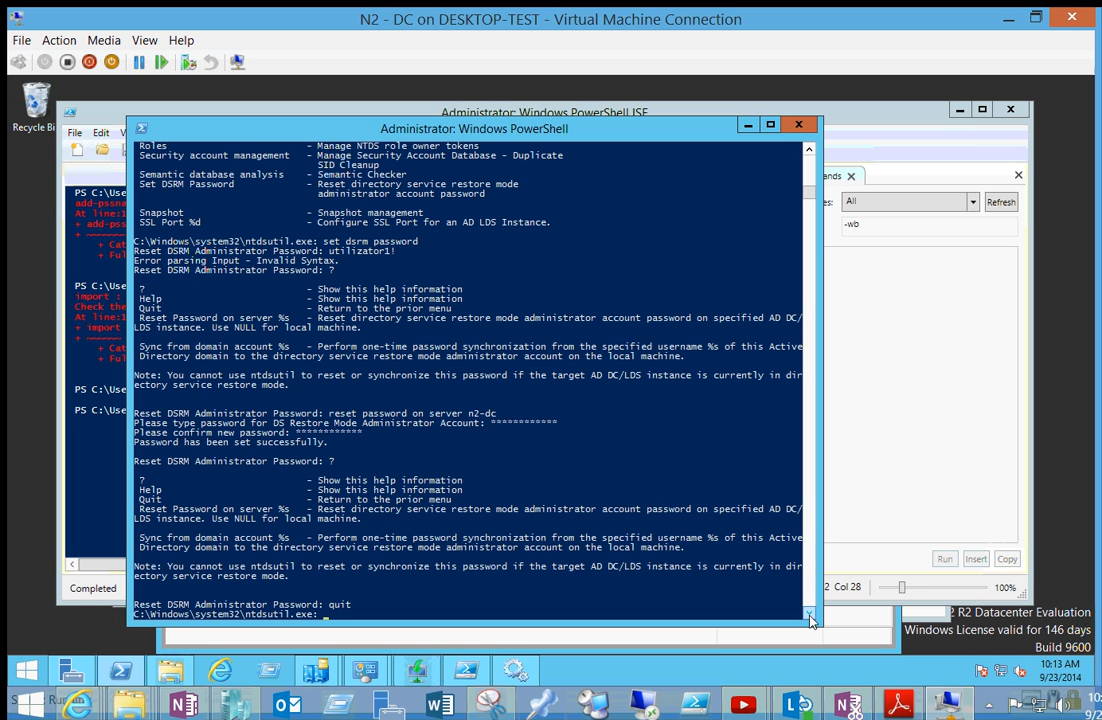 N2 - DC on DESKTOP-TEST - Virtual Machine Connection
File Action Media View Help
Recycle Bi
Administrator: Windows PowerShell ISE
File Edit V
Administrator: Windows PowerShell
Roles - Manage NTDS role owner tokens
Security account management - Manage Security Account Database - Duplicate
SID Cleanup
Semantic database analysis - Semantic Checker
Set DSRM Password - Reset directory service restore mode
administrator account password
Snapshot - Snapshot management
SSL Port %d - Configure SSL Port for an AD LDS Instance.
C:\Windows\system32\ntdsutil.exe: set dsrm password
Reset DSRM Administrator Password: utilizator1!
Error parsing Input - Invalid Syntax.
Reset DSRM Administrator Password: ?
? - Show this help information
Help - Show this help information
Quit - Return to the prior menu
Reset Password on server %s - Reset directory service restore mode administrator account password on specified AD DC/
LDS instance. Use NULL for local machine.
Sync from domain account %s - Perform one-time password synchronization from the specified username %s of this Active
Directory domain to the directory service restore mode administrator account on the local machine.
Note: You cannot use ntdsutil to reset or synchronize this password if the target AD DC/LDS instance is currently in dir
ectory service restore mode.
Reset DSRM Administrator Password: reset password on server n2-dc
Please type password for DS Restore Mode Administrator Account: ************
Please confirm new password: ************
Password has been set successfully.
Reset DSRM Administrator Password: ?
? - Show this help information
Help - Show this help information
Quit - Return to the prior menu
Reset Password on server %s - Reset directory service restore mode administrator account password on specified AD DC/
LDS instance. Use NULL for local machine.
Sync from domain account %s - Perform one-time password synchronization from the specified username %s of this Active
Directory domain to the directory service restore mode administrator account on the local machine.
Note: You cannot use ntdsutil to reset or synchronize this password if the target AD DC/LDS instance is currently in dir
ectory service restore mode.
Reset DSRM Administrator Password: quit
C:\Windows\system32\ntdsutil.exe: _
PS C:\Use
add-pssna
At line:1
+ add-pss
+ ~~~~~~~
+ Cat
+ Ful
PS C:\Use
import :
Check the
At line:1
+ import
+ ~~~~~~
+ Cat
+ Ful
PS C:\Use
PS C:\Use
Completed
ands
es: All Refresh
-wb
Run Insert Copy
2 Col 28 100%
2 R2 Datacenter Evaluation
Windows License valid for 146 days
Build 9600
10:13 AM
9/23/2014
10:
9/2